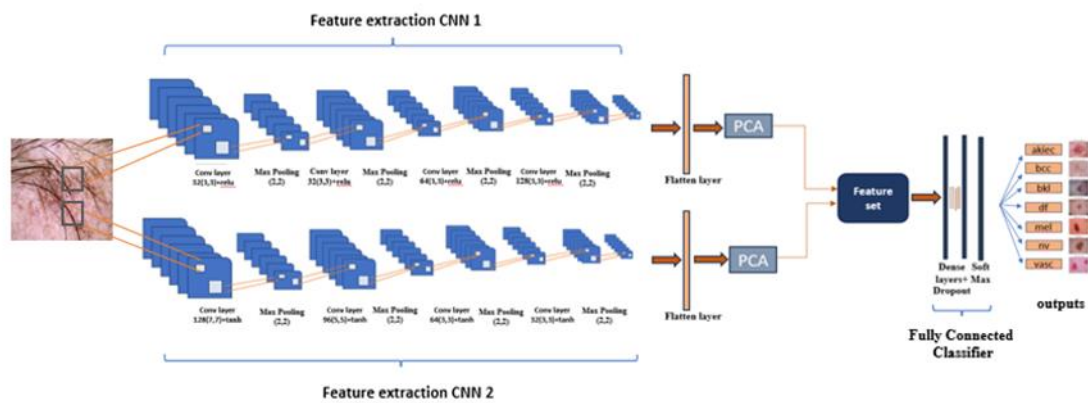 Feature extraction CNN 1
Conv layer
32(3,3)+relu
Max Pooling
(2,2)
Conv layer
32(3,3)+relu
Max Pooling
(2,2)
Conv layer
64(3,3)+relu
Max Pooling
(2,2)
Conv layer
128(3,3)+relu
Max Pooling
(2,2)
Flatten layer
PCA
Conv layer
128(7,7)+tanh
Max Pooling
(2,2)
Conv layer
96(5,5)+tanh
Max Pooling
(2,2)
Conv layer
64(3,3)+tanh
Max Pooling
(2,2)
Conv layer
32(3,3)+tanh
Max Pooling
(2,2)
Flatten layer
PCA
Feature extraction CNN 2
Feature
set
Dense
layers+
Dropout
Soft
Max
Fully Connected
Classifier
akiec
bcc
bkl
df
mel
nv
vasc
outputs